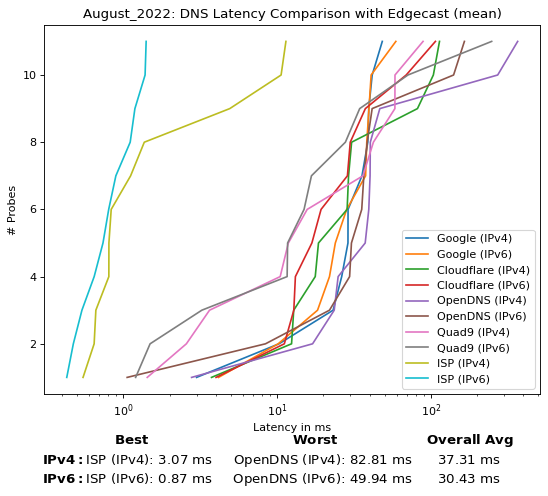 August_2022: DNS Latency Comparison with Edgecast (mean)
10
8
6
4
2
# Probes
Google (IPv4)
Google (IPv6)
Cloudflare (IPv4)
Cloudflare (IPv6)
OpenDNS (IPv4)
OpenDNS (IPv6)
Quad9 (IPv4)
Quad9 (IPv6)
ISP (IPv4)
ISP (IPv6)
10⁰ 10¹ 10²
Latency in ms
Best Worst Overall Avg
IPv4: ISP (IPv4): 3.07 ms OpenDNS (IPv4): 82.81 ms 37.31 ms
IPv6: ISP (IPv6): 0.87 ms OpenDNS (IPv6): 49.94 ms 30.43 ms